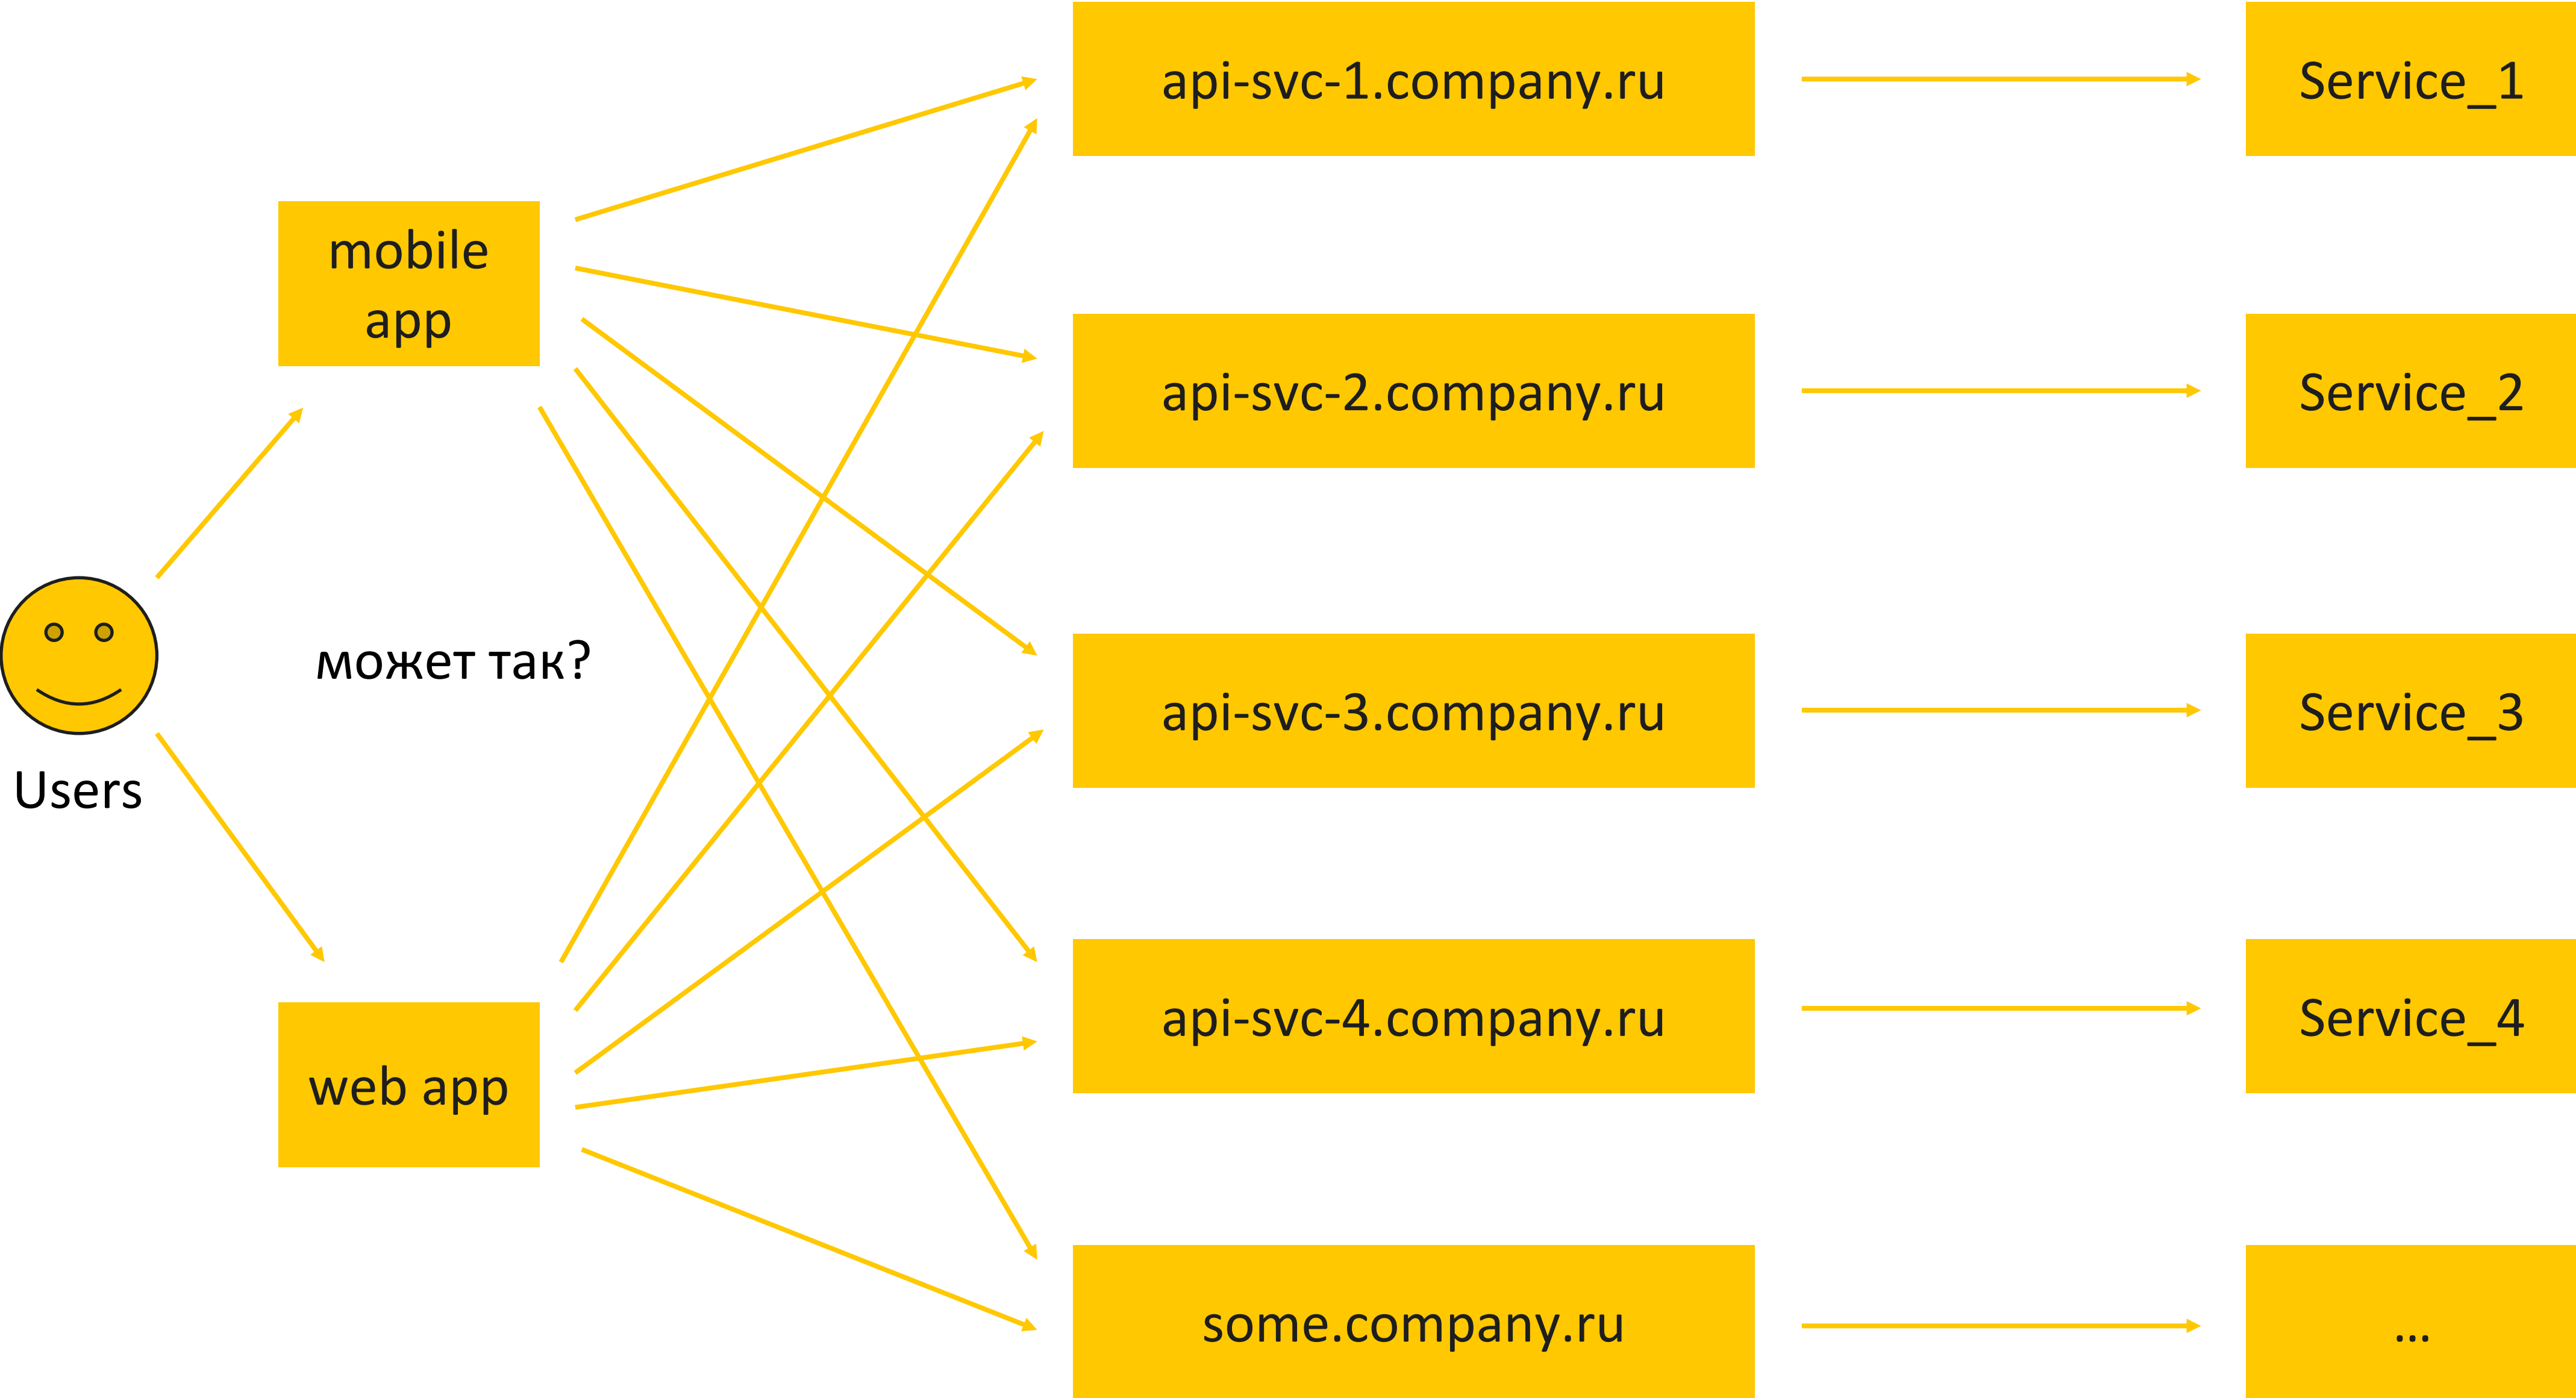 api-svc-1.company.ru
Service_1
mobile
app
api-svc-2.company.ru
Service_2
может так?
Users
api-svc-3.company.ru
Service_3
web app
api-svc-4.company.ru
Service_4
some.company.ru
...